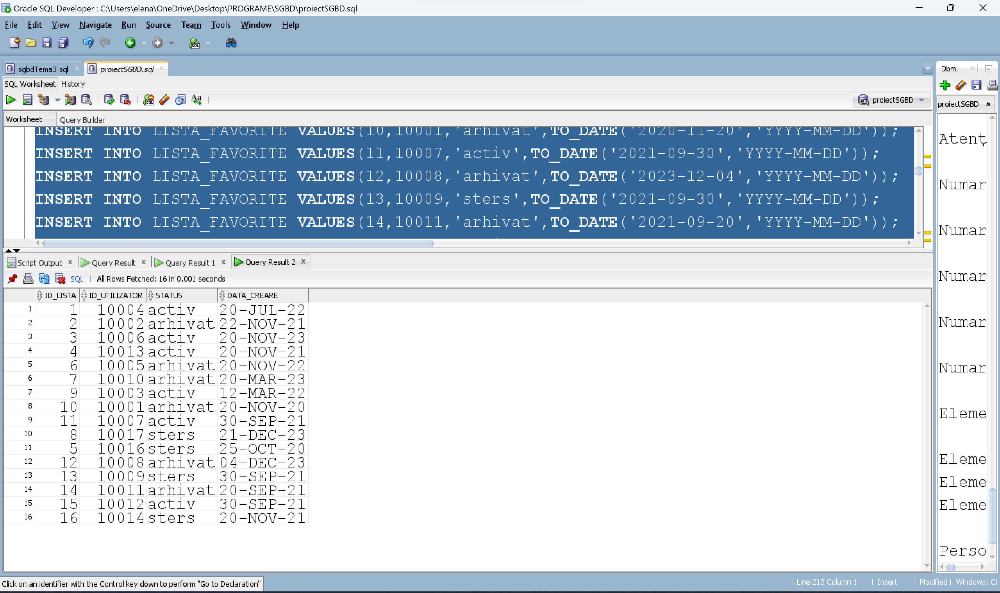 Oracle SQL Developer : C:\Users\elena\OneDrive\Desktop\PROGRAME\SGBD\proiectSGBD.sql
File Edit View Navigate Run Source Team Tools Window Help
sgbdTema3.sql proiectSGBD.sql
SQL Worksheet History
proiectSGBD
Worksheet Query Builder
INSERT INTO LISTA_FAVORITE VALUES(10,10001,'arhivat',TO_DATE('2020-11-20','YYYY-MM-DD'));
INSERT INTO LISTA_FAVORITE VALUES(11,10007,'activ',TO_DATE('2021-09-30','YYYY-MM-DD'));
INSERT INTO LISTA_FAVORITE VALUES(12,10008,'arhivat',TO_DATE('2023-12-04','YYYY-MM-DD'));
INSERT INTO LISTA_FAVORITE VALUES(13,10009,'sters',TO_DATE('2021-09-30','YYYY-MM-DD'));
INSERT INTO LISTA_FAVORITE VALUES(14,10011,'arhivat',TO_DATE('2021-09-20','YYYY-MM-DD'));
Script Output Query Result Query Result 1 Query Result 2
SQL | All Rows Fetched: 16 in 0.001 seconds
ID_LISTA ID_UTILIZATOR STATUS DATA_CREARE
1 1 10004 activ 20-JUL-22
2 2 10002 arhivat 22-NOV-21
3 3 10006 activ 20-NOV-23
4 4 10013 activ 20-NOV-21
5 6 10005 arhivat 20-NOV-22
6 7 10010 arhivat 20-MAR-23
7 9 10003 activ 12-MAR-22
8 10 10001 arhivat 20-NOV-20
9 11 10007 activ 30-SEP-21
10 8 10017 sters 21-DEC-23
11 5 10016 sters 25-OCT-20
12 12 10008 arhivat 04-DEC-23
13 13 10009 sters 30-SEP-21
14 14 10011 arhivat 20-SEP-21
15 15 10012 activ 30-SEP-21
16 16 10014 sters 20-NOV-21
Dbm...
proiectSGBD
Atenț
Numar
Numar
Numar
Numar
Numar
Eleme
Eleme
Eleme
Eleme
Perso
Click on an identifier with the Control key down to perform "Go to Declaration"
| Line 213 Column 1 | Insert | Modified | Windows: Cl